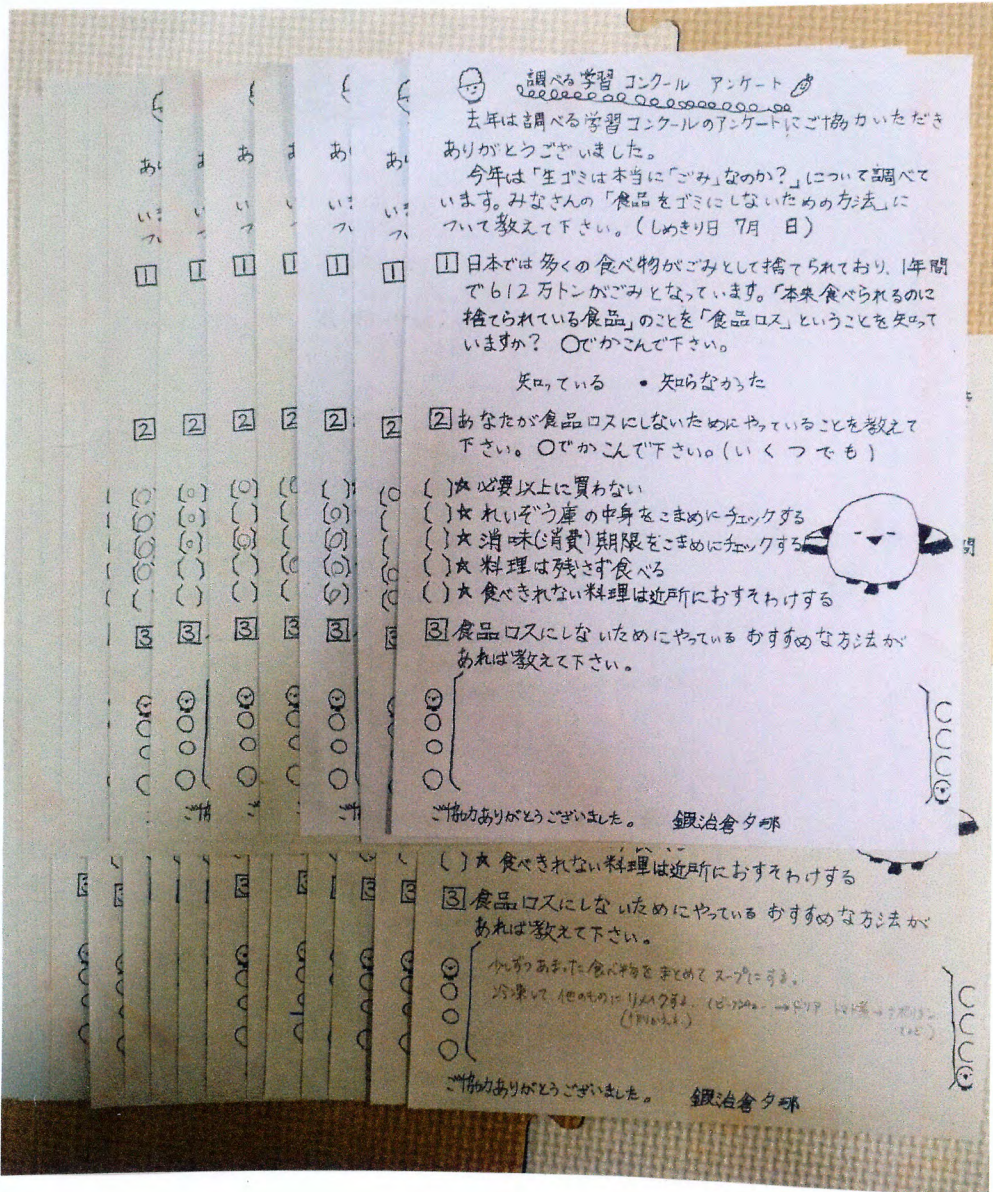 調べる学習 コンクール アンケート
去年は調べる学習コンクールのアンケートにご協力いただき
ありがとうございました。
今年は「生ゴミは本当に「ごみ」なのか?」について調べて
います。みなさんの「食品をゴミにしないための方法」に
ついて教えて下さい。(しめきり日 7月 日)
1 日本では多くの食べ物がごみとして捨てられており、1年間
で612万トンがごみとなっています。「本来食べられるのに
捨てられている食品」のことを「食品ロス」ということを知って
いますか? ○でかこんで下さい。
知っている ・ 知らなかった
2 あなたが食品ロスにしないためにやっていることを教えて
下さい。○でかこんで下さい。(いくつでも)
( )★必要以上に買わない
( )★れいぞう庫の中身をこまめにチェックする
( )★消味(消費)期限をこまめにチェックする
( )★料理は残さず食べる
( )★食べきれない料理は近所におすそわけする
3 食品ロスにしないためにやっているおすすめな方法が
あれば教えて下さい。
ご協力ありがとうございました。 鍜治倉夕那
( )★食べきれない料理は近所におすそわけする
3 食品ロスにしないためにやっているおすすめな方法が
あれば教えて下さい。
少しずつあまった食べ物をまとめてスープにする。
冷凍して、他のものにリメイクする。
ご協力ありがとうございました。 鍜治倉夕那